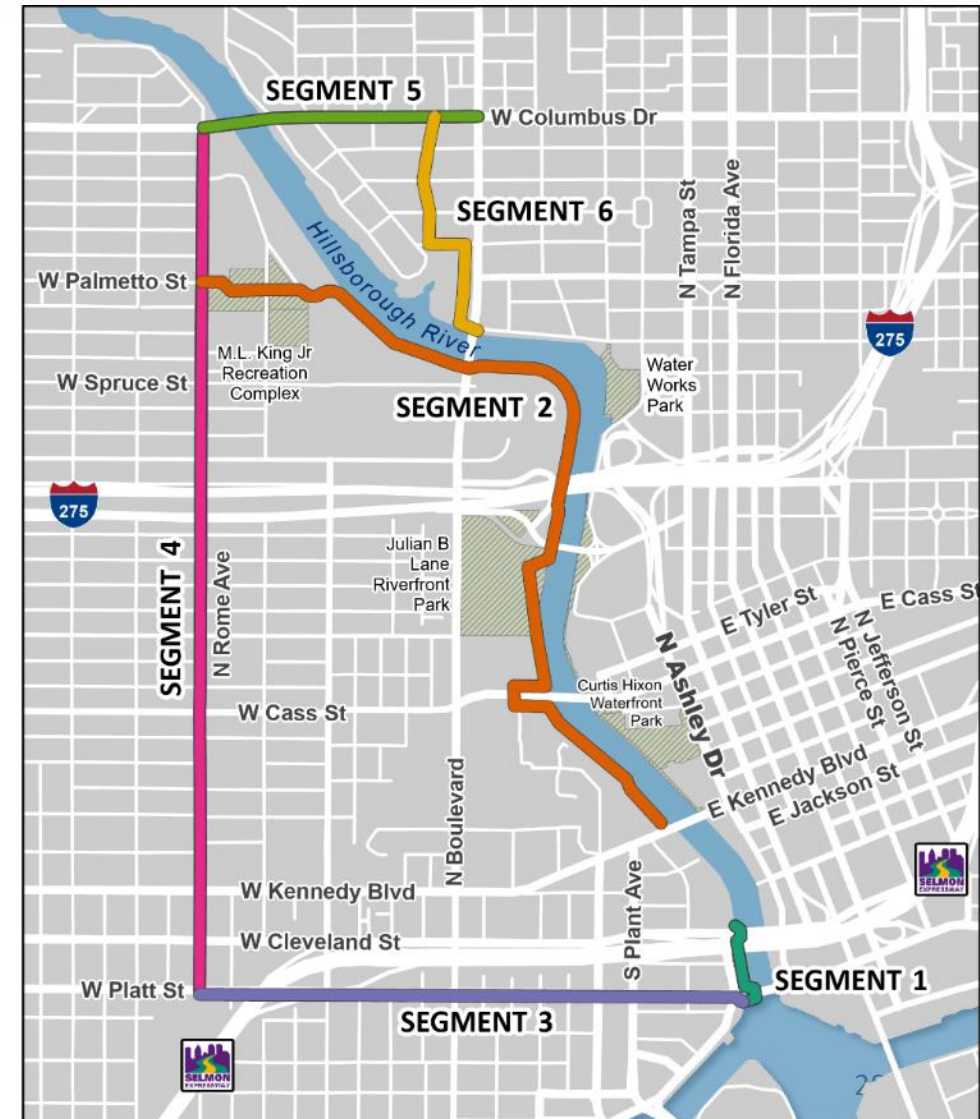 SEGMENT 5
W Columbus Dr
SEGMENT 6
Hillsborough River
N Tampa St
N Florida Ave
W Palmetto St
275
M.L. King Jr
Recreation
Complex
Water
Works
Park
W Spruce St
SEGMENT 2
275
Julian B
Lane
Riverfront
Park
SEGMENT 4
N Rome Ave
E Tyler St
E Cass St
N Jefferson St
N Pierce St
N Ashley Dr
Curtis Hixon
Waterfront
Park
W Cass St
E Kennedy Blvd
E Jackson St
N Boulevard
S Plant Ave
SELMON
EXPRESSWAY
W Kennedy Blvd
W Cleveland St
W Platt St
SEGMENT 1
SEGMENT 3
SELMON
EXPRESSWAY